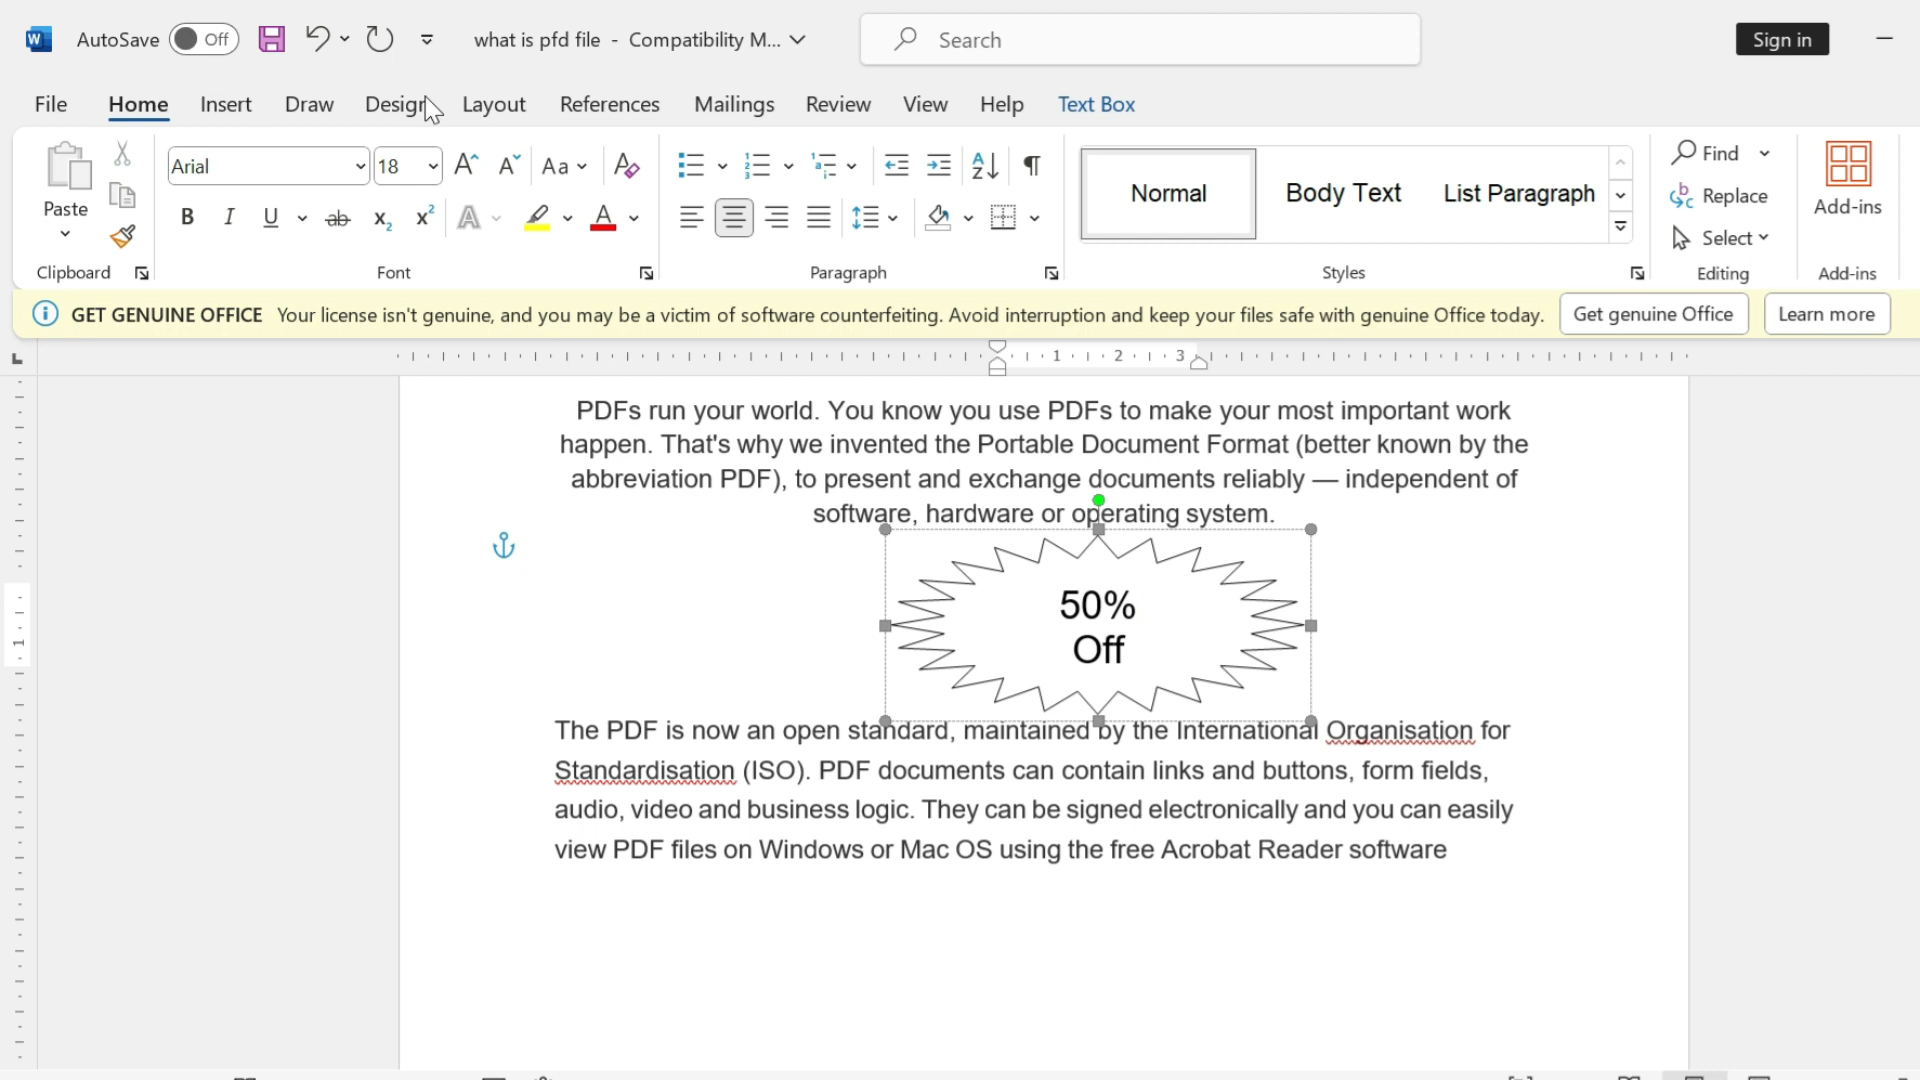 AutoSave Off what is pfd file - Compatibility M... Search Sign in
File Home Insert Draw Design Layout References Mailings Review View Help Text Box
Paste Arial 18 Aa Normal Body Text List Paragraph Find Replace Select Add-ins
Clipboard Font Paragraph Styles Editing Add-ins
GET GENUINE OFFICE Your license isn't genuine, and you may be a victim of software counterfeiting. Avoid interruption and keep your files safe with genuine Office today. Get genuine Office Learn more
1 2 3
PDFs run your world. You know you use PDFs to make your most important work
happen. That's why we invented the Portable Document Format (better known by the
abbreviation PDF), to present and exchange documents reliably — independent of
software, hardware or operating system.
50%
Off
1
The PDF is now an open standard, maintained by the International Organisation for
Standardisation (ISO). PDF documents can contain links and buttons, form fields,
audio, video and business logic. They can be signed electronically and you can easily
view PDF files on Windows or Mac OS using the free Acrobat Reader software